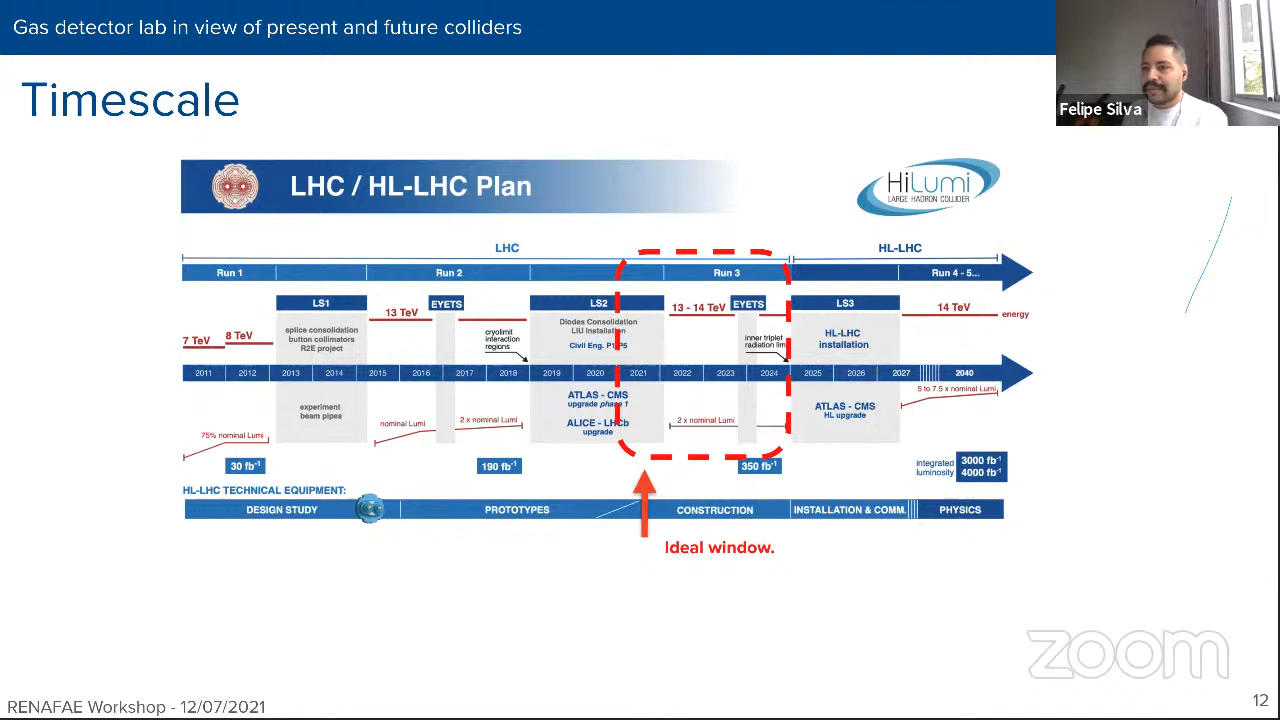 Gas detector lab in view of present and future colliders
Felipe Silva
Timescale
LHC / HL-LHC Plan
HiLumi
LARGE HADRON COLLIDER
LHC
HL-LHC
Run 1
Run 2
Run 3
Run 4 - 5...
LS1
EYETS
LS2
EYETS
LS3
7 TeV
8 TeV
13 TeV
13 - 14 TeV
14 TeV
energy
splice consolidation
button collimators
R2E project
cryolimit
interaction
regions
Diodes Consolidation
LIU Installation
Civil Eng. P1-P5
inner triplet
radiation limit
HL-LHC
installation
2011 2012 2013 2014 2015 2016 2017 2018 2019 2020 2021 2022 2023 2024 2025 2026 2027 2040
experiment
beam pipes
ATLAS - CMS
upgrade phase 1
ALICE - LHCb
upgrade
ATLAS - CMS
HL upgrade
5 to 7.5 x nominal Lumi
75% nominal Lumi
nominal Lumi
2 x nominal Lumi
2 x nominal Lumi
30 fb⁻¹
190 fb⁻¹
350 fb⁻¹
integrated
luminosity
3000 fb⁻¹
4000 fb⁻¹
HL-LHC TECHNICAL EQUIPMENT:
DESIGN STUDY
PROTOTYPES
CONSTRUCTION
INSTALLATION & COMM.
PHYSICS
Ideal window.
zoom
RENAFAE Workshop - 12/07/2021
12